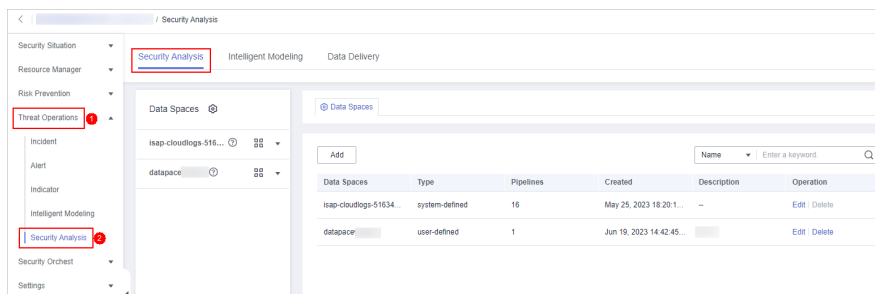 / Security Analysis
Security Situation
Resource Manager
Risk Prevention
Threat Operations 1
Incident
Alert
Indicator
Intelligent Modeling
Security Analysis 2
Security Orchest
Settings
Security Analysis Intelligent Modeling Data Delivery
Data Spaces
isap-cloudlogs-516...
datapace
Data Spaces
Add Name Enter a keyword.
Data Spaces Type Pipelines Created Description Operation
isap-cloudlogs-51634... system-defined 16 May 25, 2023 18:20:1... -- Edit Delete
datapace user-defined 1 Jun 19, 2023 14:42:45... Edit Delete